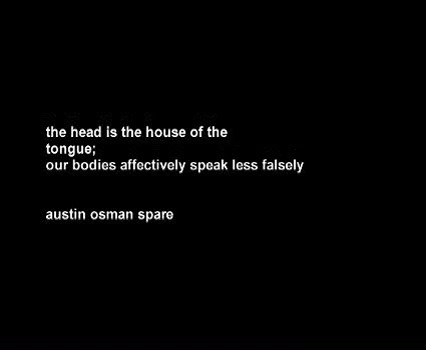 the head is the house of the
tongue;
our bodies affectively speak less falsely
austin osman spare